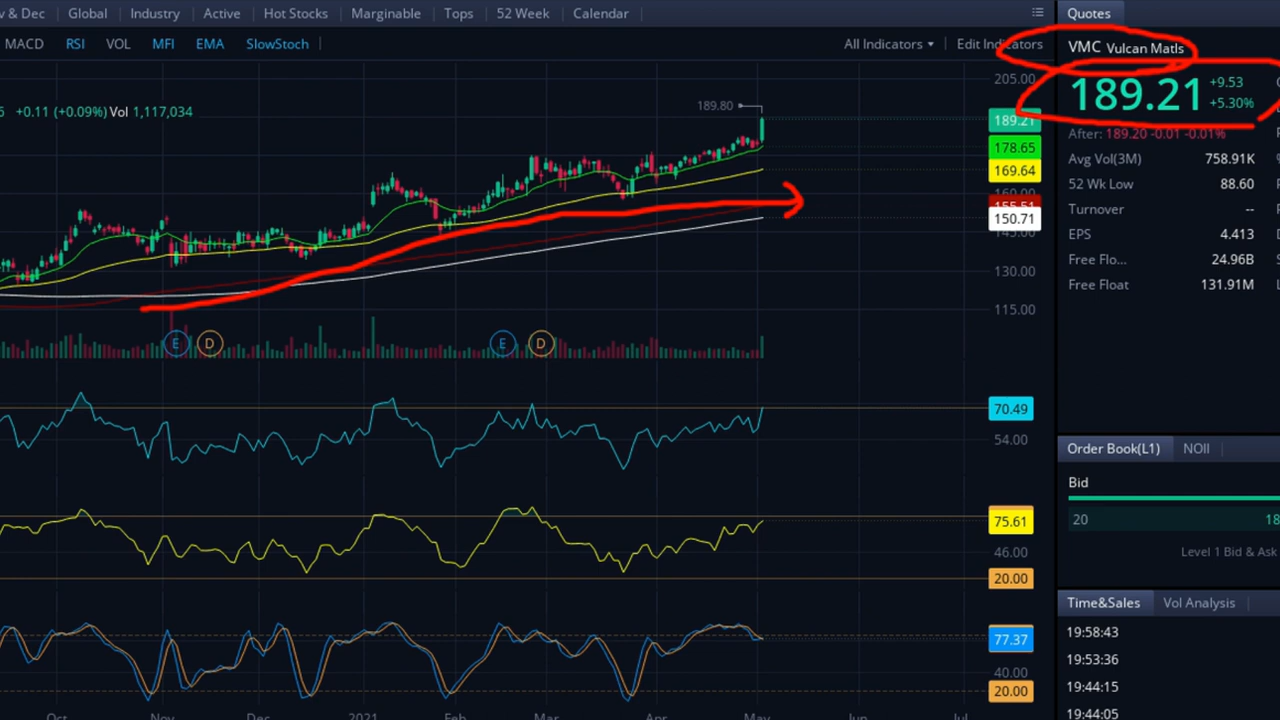 v & Dec Global Industry Active Hot Stocks Marginable Tops 52 Week Calendar
MACD RSI VOL MFI EMA SlowStoch
All Indicators Edit Indicators
+0.11 (+0.09%) Vol 1,117,034
189.80
205.00
189.21
178.65
169.64
160.00
155.51
150.71
145.00
130.00
115.00
E D E D
70.49
54.00
75.61
46.00
20.00
77.37
40.00
20.00
Oct Nov Dec 2021 Feb Mar Apr May Jun Jul
Quotes
VMC Vulcan Matls
189.21
+9.53
+5.30%
After: 189.20 -0.01 -0.01%
Avg Vol(3M) 758.91K
52 Wk Low 88.60
Turnover --
EPS 4.413
Free Flo... 24.96B
Free Float 131.91M
Order Book(L1) NOII
Bid
20 18
Level 1 Bid & Ask
Time&Sales Vol Analysis
19:58:43
19:53:36
19:44:15
19:44:05